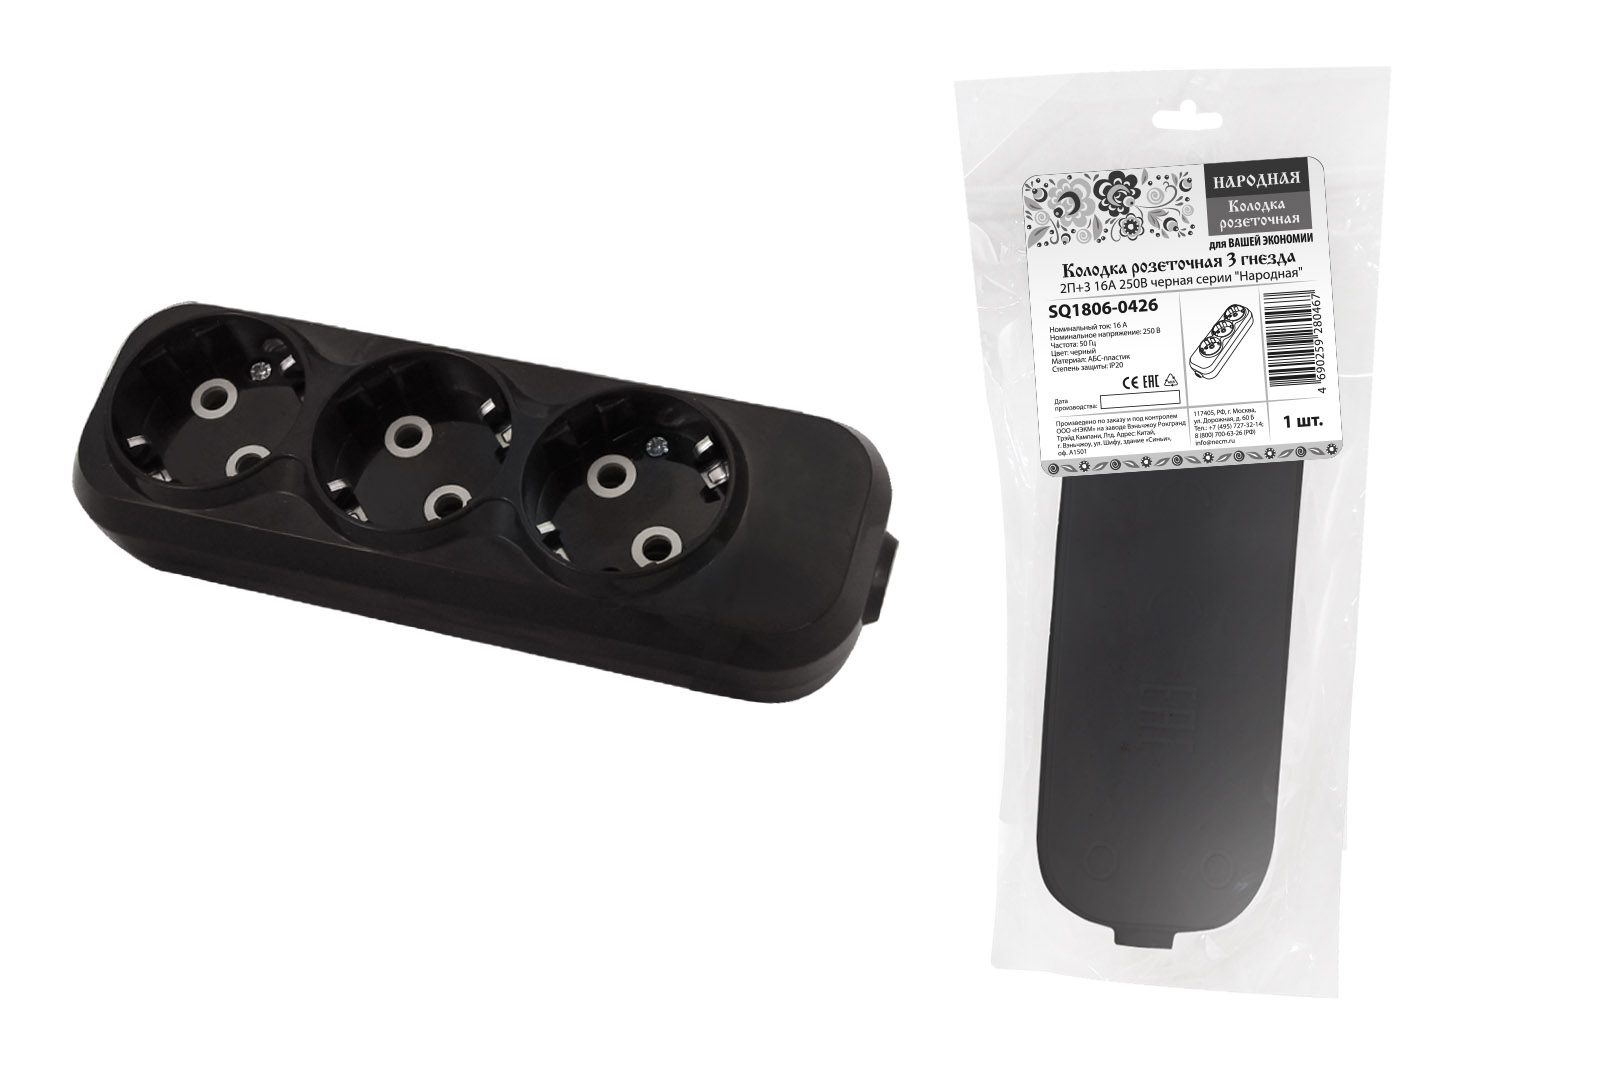 НАРОДНАЯ
Колодка
розеточная
для ВАШЕЙ ЭКОНОМИИ
Колодка розеточная 3 гнезда
2П+З 16А 250В черная серии "Народная"
SQ1806-0426
Номинальный ток: 16 А
Номинальное напряжение: 250 В
Частота: 50 Гц
Цвет: черный
Материал: АБС-пластик
Степень защиты: IP20
CE EAC
Дата
производства:
4 690259 280467
Произведено по заказу и под контролем
ООО «НЭКМ» на заводе Вэньчжоу Рокгранд
Трэйд Кампани, Лтд. Адрес: Китай,
г. Вэньчжоу, ул. Шифу, здание «Синьи»,
оф. А1501
117405, РФ, г. Москва,
ул. Дорожная, д. 60 Б
Тел.: +7 (495) 727-32-14;
8 (800) 700-63-26 (РФ)
info@necm.ru
1 шт.
EAC